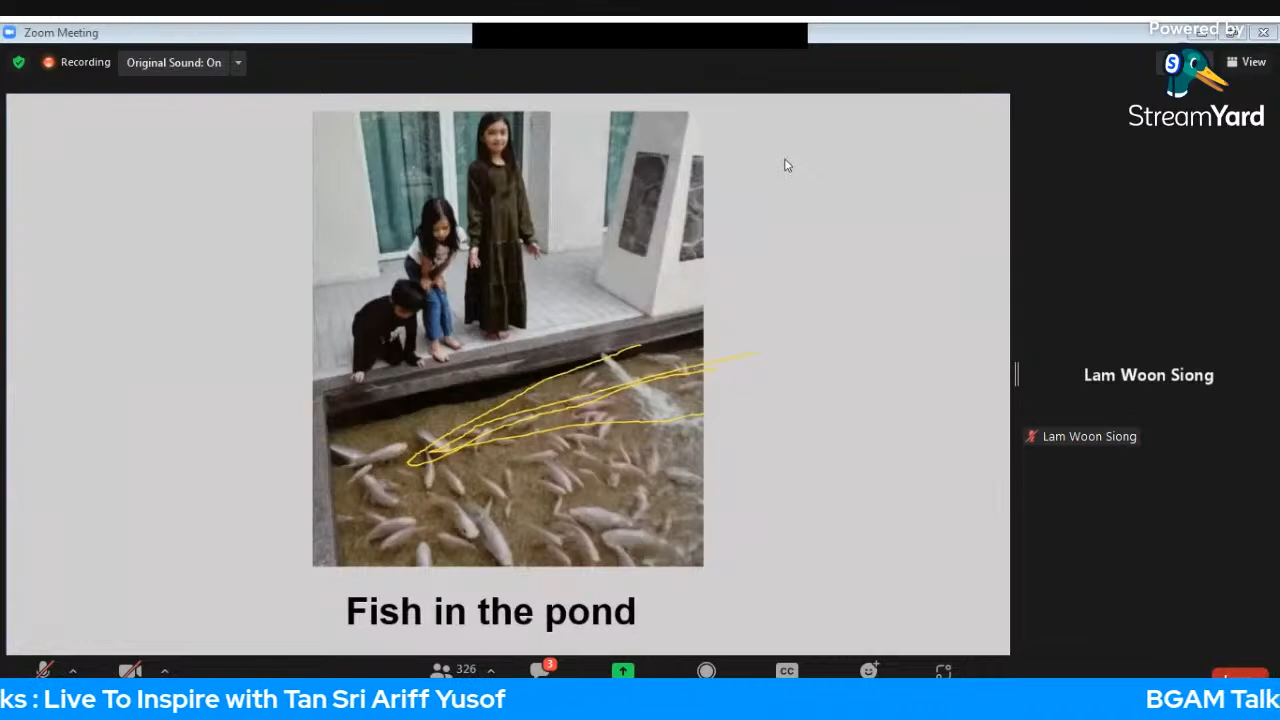 Zoom Meeting
Powered by
Recording
Original Sound: On
S
View
StreamYard
Lam Woon Siong
Lam Woon Siong
Fish in the pond
326
3
CC
ks : Live To Inspire with Tan Sri Ariff Yusof
BGAM Talk